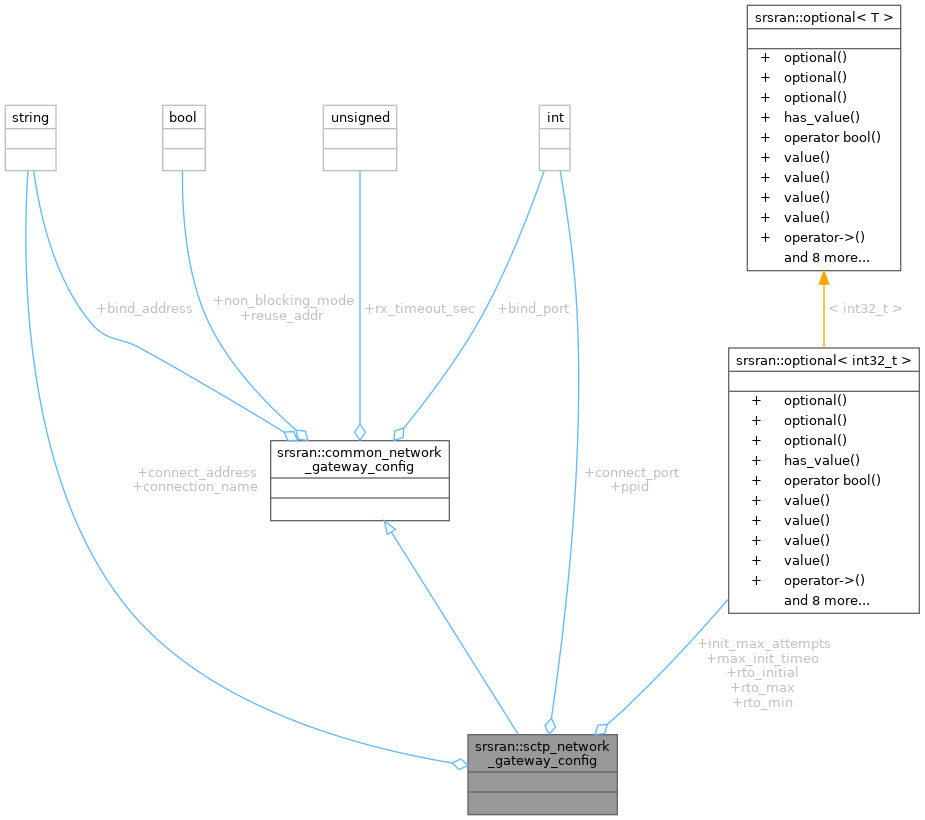 srsran::optional< T >
+ optional()
+ optional()
+ optional()
+ has_value()
+ operator bool()
+ value()
+ value()
+ value()
+ value()
+ operator->()
and 8 more...
string
bool
unsigned
int
+bind_address
+non_blocking_mode
+reuse_addr
+rx_timeout_sec
+bind_port
< int32_t >
srsran::optional< int32_t >
+ optional()
+ optional()
+ optional()
+ has_value()
+ operator bool()
+ value()
+ value()
+ value()
+ value()
+ operator->()
and 8 more...
srsran::common_network
_gateway_config
+connect_address
+connection_name
+connect_port
+ppid
+init_max_attempts
+max_init_timeo
+rto_initial
+rto_max
+rto_min
srsran::sctp_network
_gateway_config